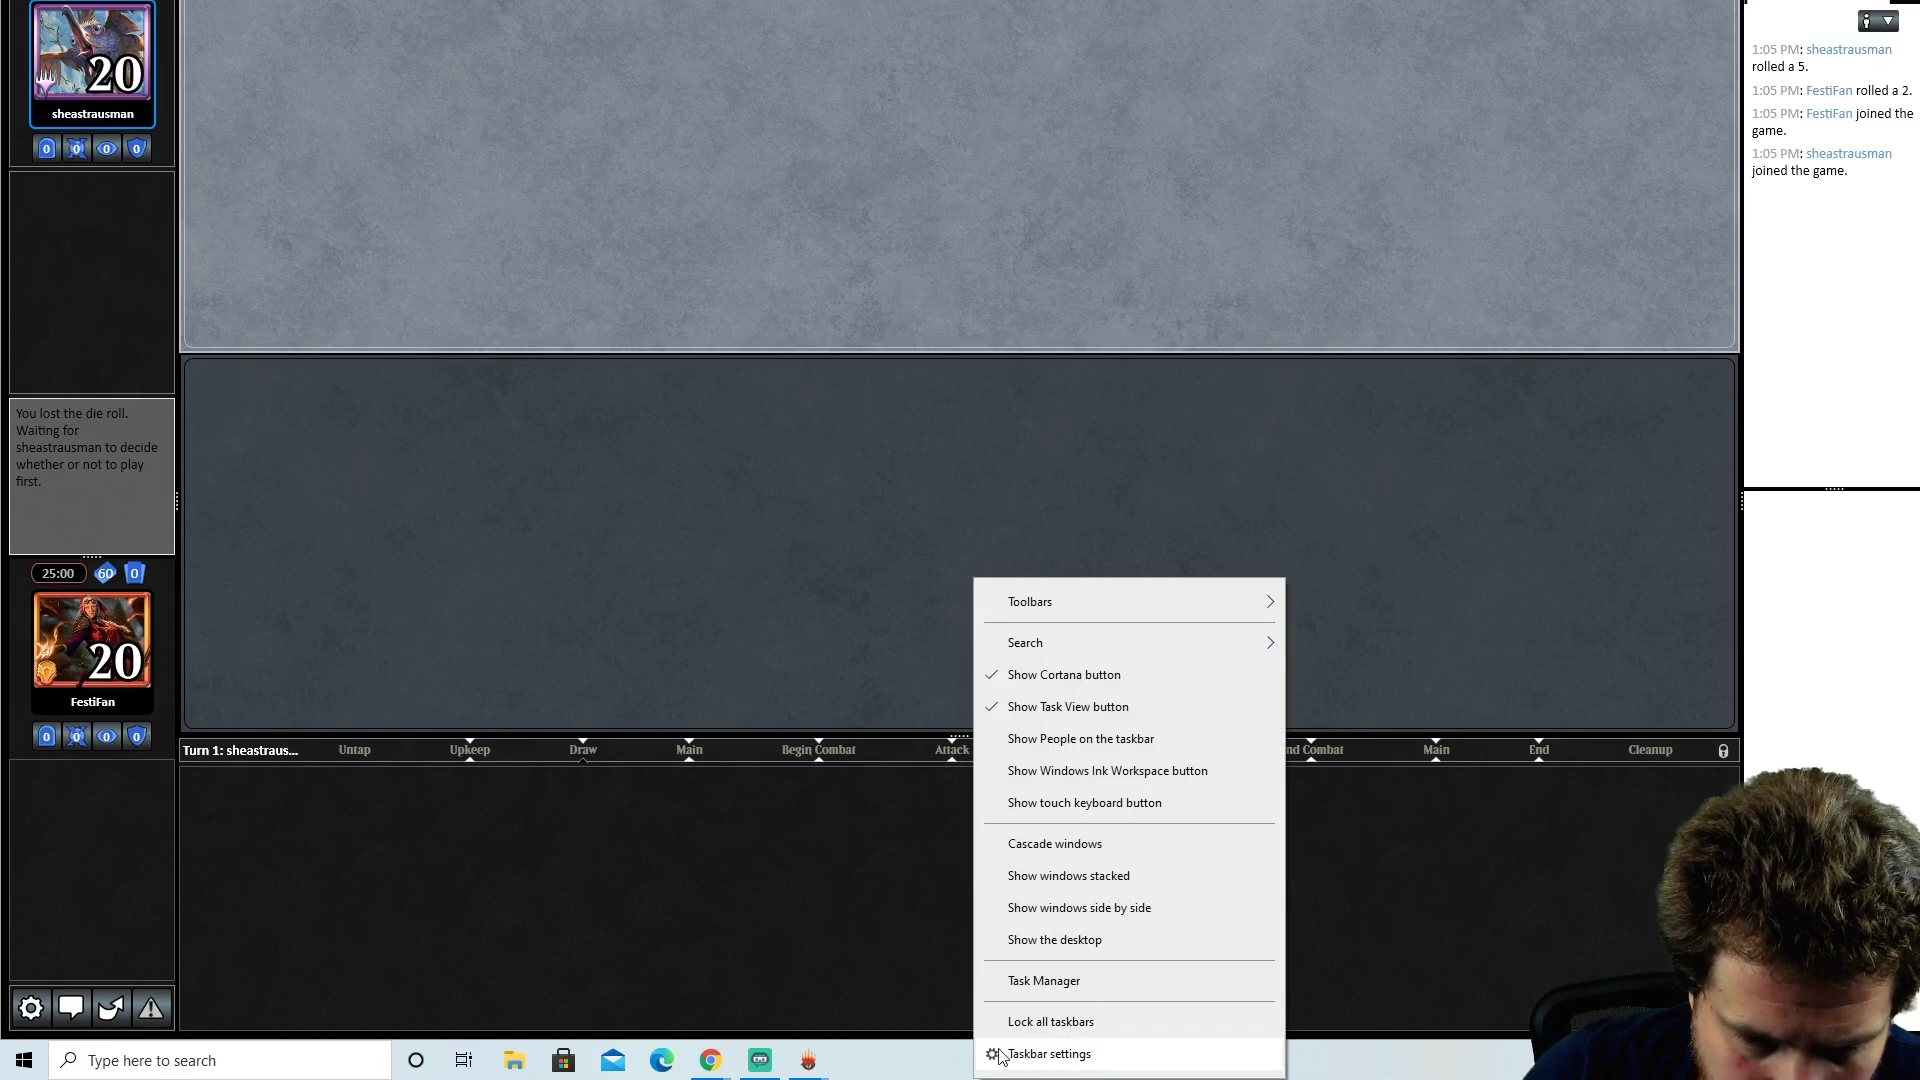 20
sheastrausman
0 0 0 0
You lost the die roll.
Waiting for
sheastrausman to decide
whether or not to play
first.
25:00 60 0
20
FestiFan
0 0 0 0
Turn 1: sheastraus... Untap Upkeep Draw Main Begin Combat Attack nd Combat Main End Cleanup
1:05 PM: sheastrausman
rolled a 5.
1:05 PM: FestiFan rolled a 2.
1:05 PM: FestiFan joined the
game.
1:05 PM: sheastrausman
joined the game.
Toolbars
Search
Show Cortana button
Show Task View button
Show People on the taskbar
Show Windows Ink Workspace button
Show touch keyboard button
Cascade windows
Show windows stacked
Show windows side by side
Show the desktop
Task Manager
Lock all taskbars
Taskbar settings
Type here to search